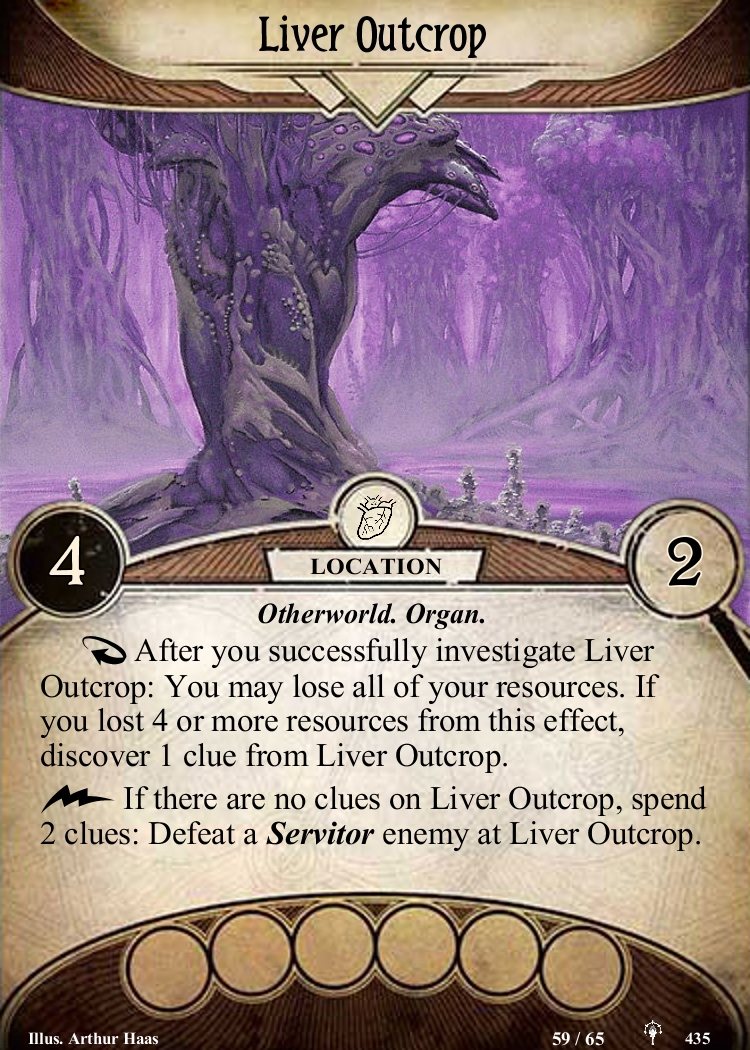 Liver Outcrop
4
LOCATION
2
Otherworld. Organ.
After you successfully investigate Liver
Outcrop: You may lose all of your resources. If
you lost 4 or more resources from this effect,
discover 1 clue from Liver Outcrop.
If there are no clues on Liver Outcrop, spend
2 clues: Defeat a Servitor enemy at Liver Outcrop.
Illus. Arthur Haas
59 / 65
435